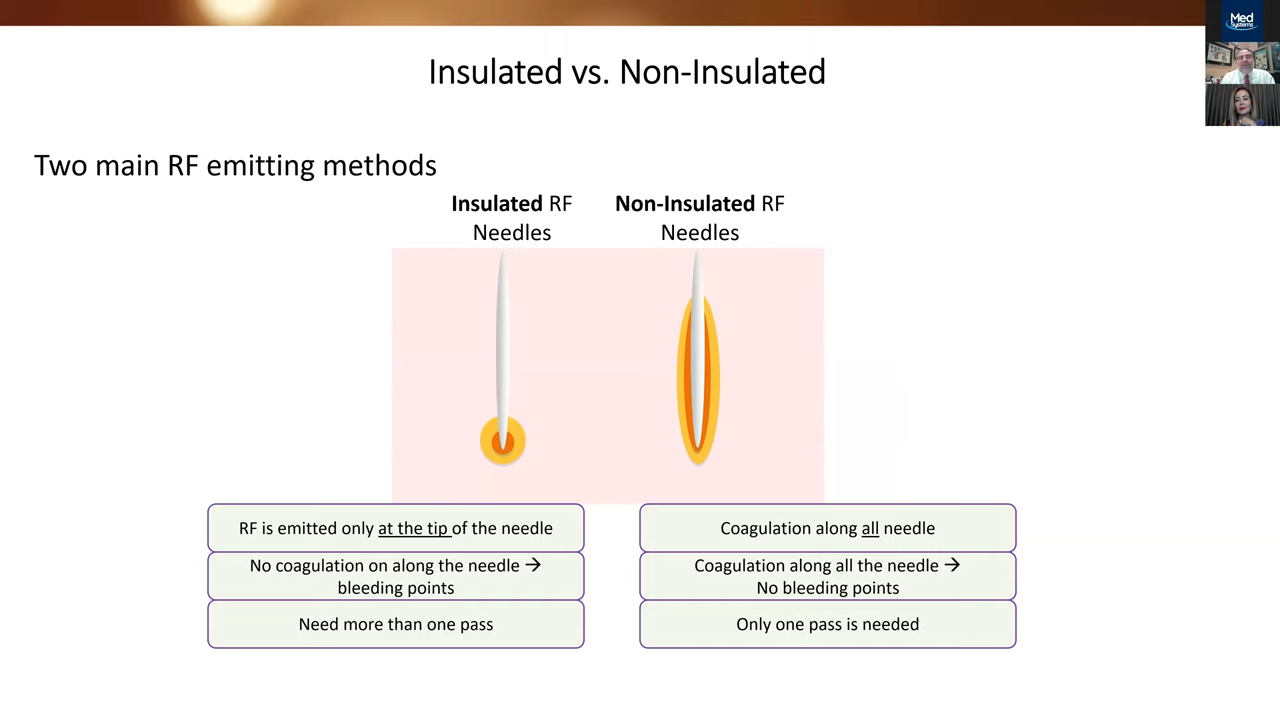 Med
Systems
Insulated vs. Non-Insulated
Two main RF emitting methods
Insulated RF
Needles
Non-Insulated RF
Needles
RF is emitted only at the tip of the needle
No coagulation on along the needle →
bleeding points
Need more than one pass
Coagulation along all needle
Coagulation along all the needle →
No bleeding points
Only one pass is needed